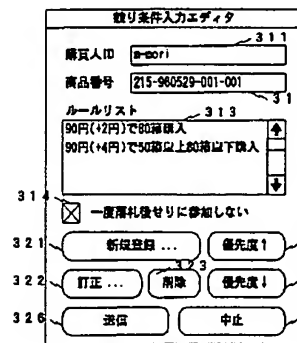 競り条件入力エディタ
311
購買人ID m-mori
商品番号 215-960529-001-001
31
ルールリスト 313
90円(+2円)で80箱購入
90円(+4円)で50箱以上80箱以下購入
314
一度落札後せりに参加しない
321 新規登録 ... 優先度↑
323
322 訂正 ... 削除 優先度↓
326 送信 中止